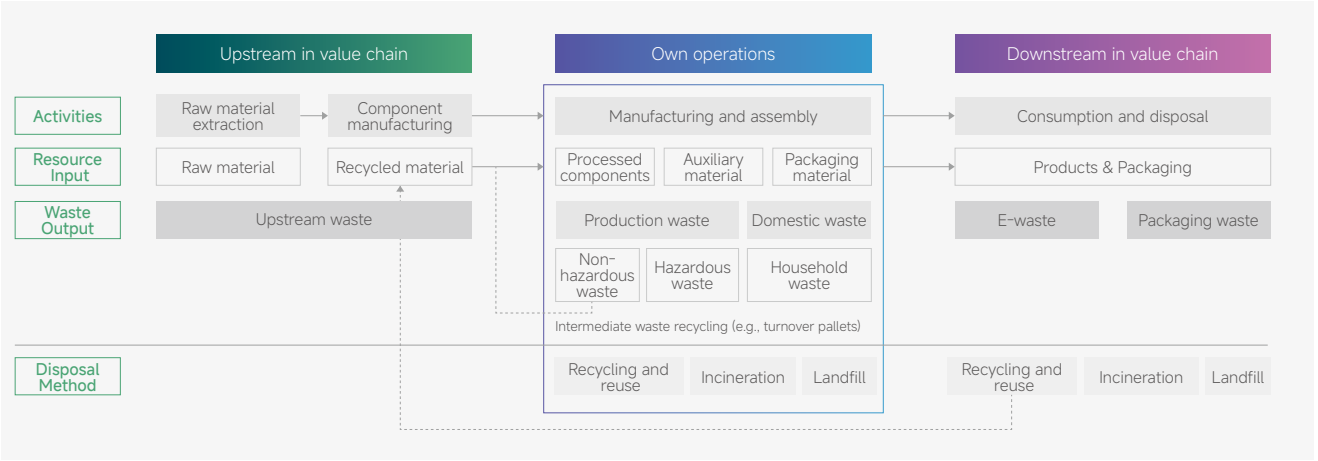 Upstream in value chain
Own operations
Downstream in value chain
Activities
Raw material
extraction
Component
manufacturing
Manufacturing and assembly
Consumption and disposal
Resource
Input
Raw material
Recycled material
Processed
components
Auxiliary
material
Packaging
material
Products & Packaging
Waste
Output
Upstream waste
Production waste
Domestic waste
E-waste
Packaging waste
Non-
hazardous
waste
Hazardous
waste
Household
waste
Intermediate waste recycling (e.g., turnover pallets)
Disposal
Method
Recycling and
reuse
Incineration
Landfill
Recycling and
reuse
Incineration
Landfill